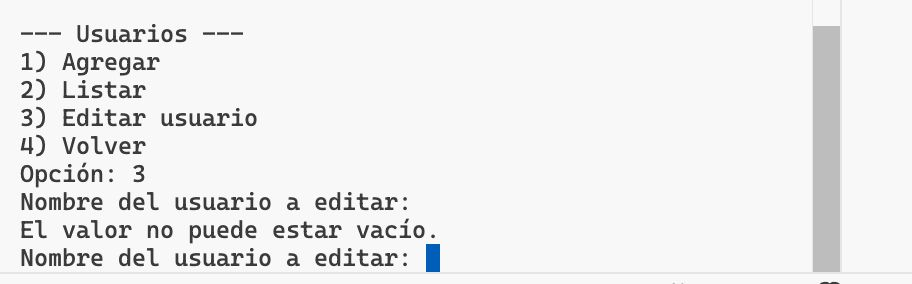 --- Usuarios ---
1) Agregar
2) Listar
3) Editar usuario
4) Volver
Opción: 3
Nombre del usuario a editar:
El valor no puede estar vacío.
Nombre del usuario a editar: